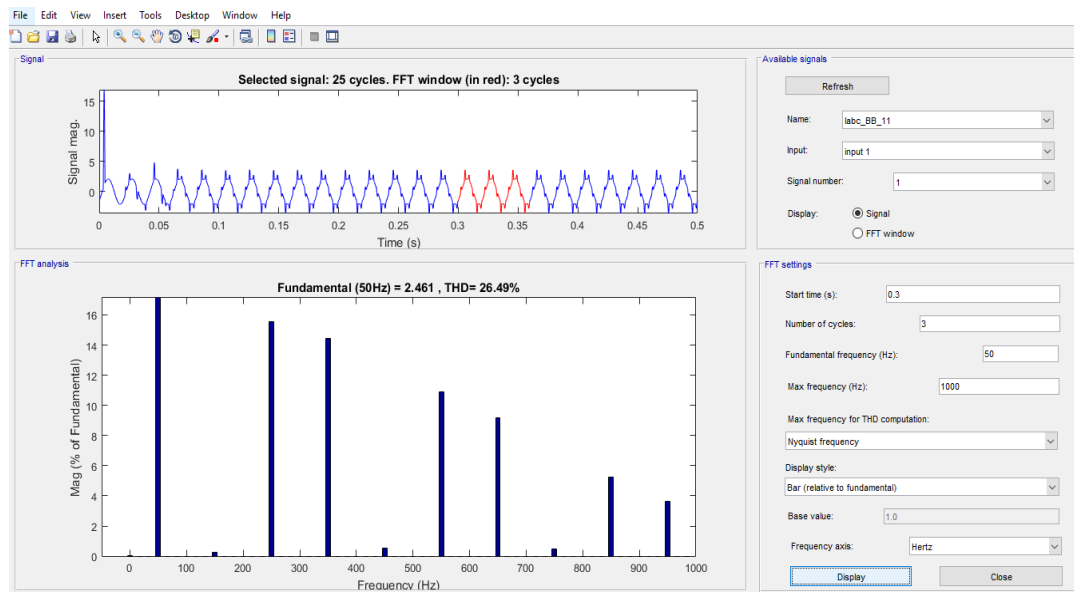 File Edit View Insert Tools Desktop Window Help
Signal
Selected signal: 25 cycles. FFT window (in red): 3 cycles
Signal mag.
15
10
5
0
0 0.05 0.1 0.15 0.2 0.25 0.3 0.35 0.4 0.45 0.5
Time (s)
FFT analysis
Fundamental (50Hz) = 2.461 , THD= 26.49%
Mag (% of Fundamental)
16
14
12
10
8
6
4
2
0
0 100 200 300 400 500 600 700 800 900 1000
Frequency (Hz)
Available signals
Refresh
Name: Iabc_BB_11
Input: input 1
Signal number: 1
Display: Signal
FFT window
FFT settings
Start time (s): 0.3
Number of cycles: 3
Fundamental frequency (Hz): 50
Max frequency (Hz): 1000
Max frequency for THD computation:
Nyquist frequency
Display style:
Bar (relative to fundamental)
Base value: 1.0
Frequency axis: Hertz
Display Close